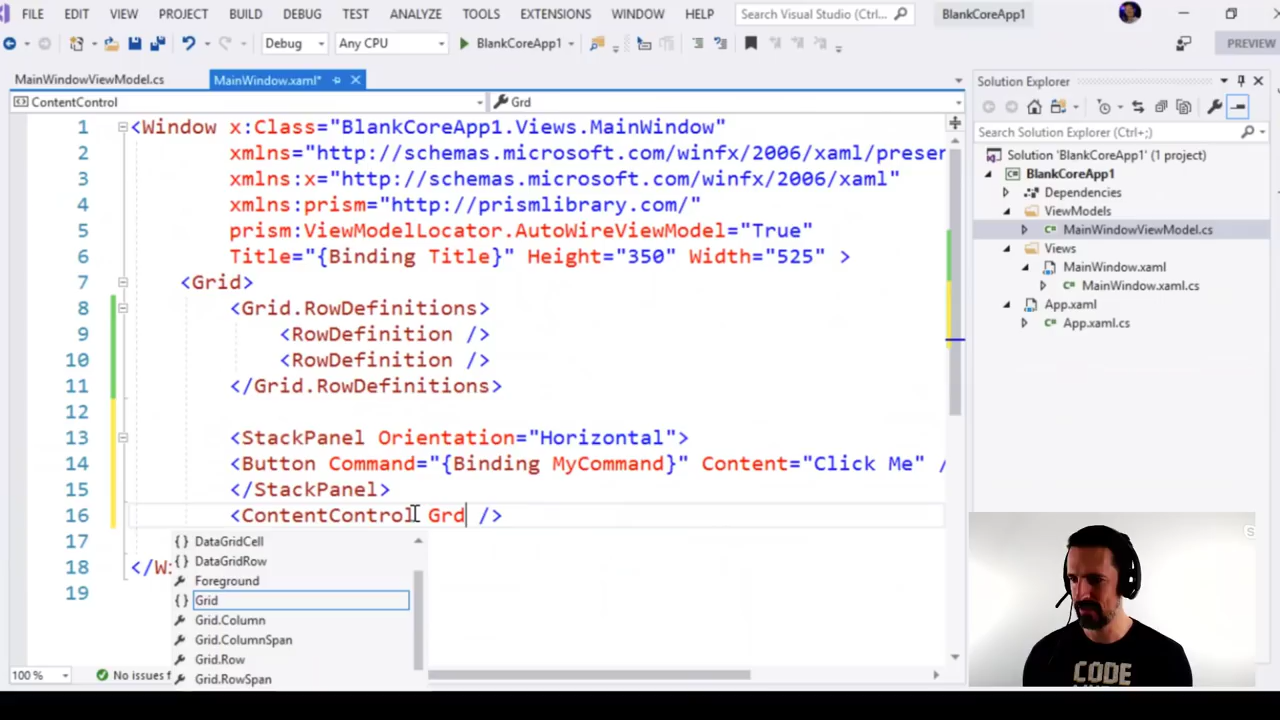 FILE EDIT VIEW PROJECT BUILD DEBUG TEST ANALYZE TOOLS EXTENSIONS WINDOW HELP Search Visual Studio (Ctrl+;) BlankCoreApp1
Debug Any CPU BlankCoreApp1 PREVIEW
MainWindowViewModel.cs MainWindow.xaml*
ContentControl Grd
1 <Window x:Class="BlankCoreApp1.Views.MainWindow"
2 xmlns="http://schemas.microsoft.com/winfx/2006/xaml/presen
3 xmlns:x="http://schemas.microsoft.com/winfx/2006/xaml"
4 xmlns:prism="http://prismlibrary.com/"
5 prism:ViewModelLocator.AutoWireViewModel="True"
6 Title="{Binding Title}" Height="350" Width="525" >
7 <Grid>
8 <Grid.RowDefinitions>
9 <RowDefinition />
10 <RowDefinition />
11 </Grid.RowDefinitions>
12
13 <StackPanel Orientation="Horizontal">
14 <Button Command="{Binding MyCommand}" Content="Click Me" /
15 </StackPanel>
16 <ContentControl Grd />
17
18 </W
19
DataGridCell
DataGridRow
Foreground
Grid
Grid.Column
Grid.ColumnSpan
Grid.Row
Grid.RowSpan
100 % No issues f
Solution Explorer
Search Solution Explorer (Ctrl+;)
Solution 'BlankCoreApp1' (1 project)
BlankCoreApp1
Dependencies
ViewModels
MainWindowViewModel.cs
Views
MainWindow.xaml
MainWindow.xaml.cs
App.xaml
App.xaml.cs
CODE